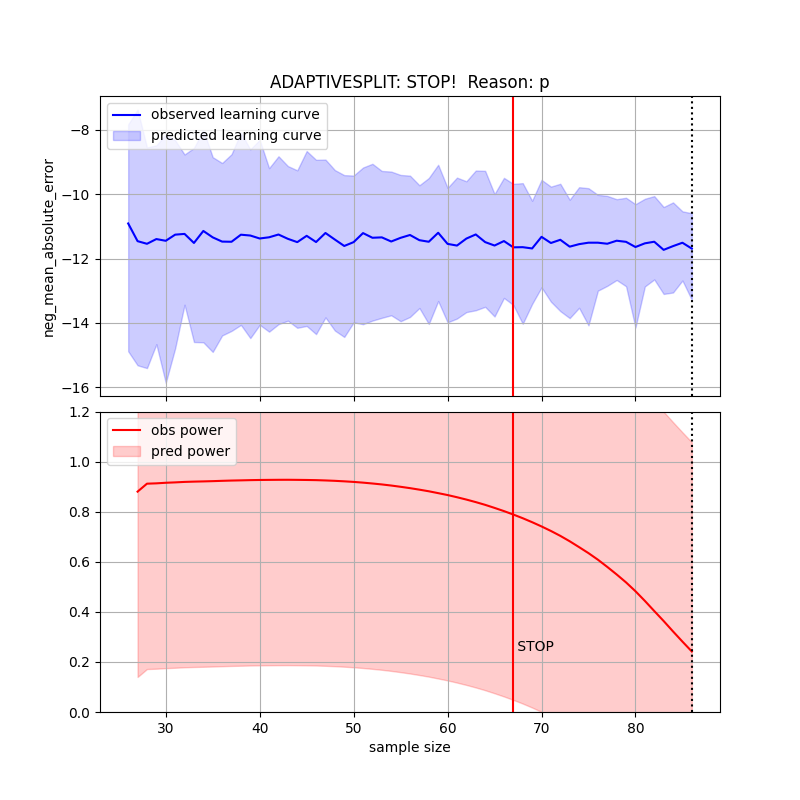 ADAPTIVESPLIT: STOP!  Reason: p
observed learning curve
predicted learning curve
neg_mean_absolute_error
−8
−10
−12
−14
−16
obs power
pred power
1.2
1.0
0.8
0.6
0.4
0.2
0.0
STOP
30 40 50 60 70 80
sample size